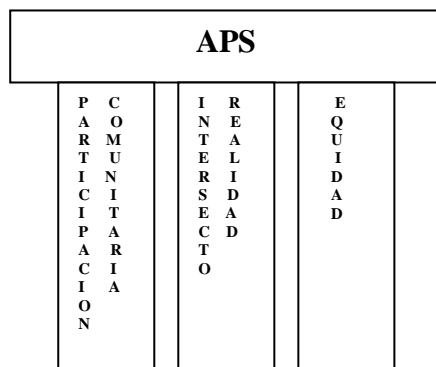 APS
PARTICIPACION
COMUNITARIA
INTERSECTO
REALIDAD
EQUIDAD